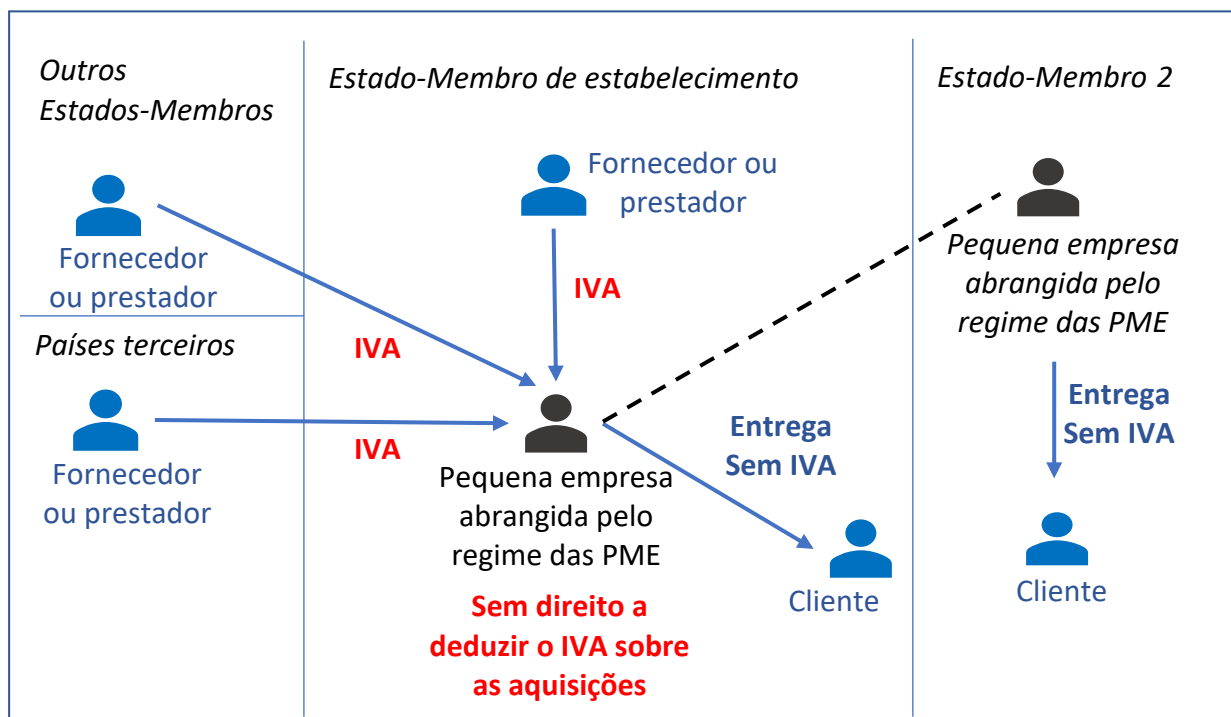 Outros
Estados-Membros
Fornecedor
ou prestador
Países terceiros
Fornecedor
ou prestador
Estado-Membro de estabelecimento
Fornecedor ou
prestador
IVA
IVA
IVA
Pequena empresa
abrangida pelo
regime das PME
Sem direito a
deduzir o IVA sobre
as aquisições
Entrega
Sem IVA
Cliente
Estado-Membro 2
Pequena empresa
abrangida pelo
regime das PME
Entrega
Sem IVA
Cliente